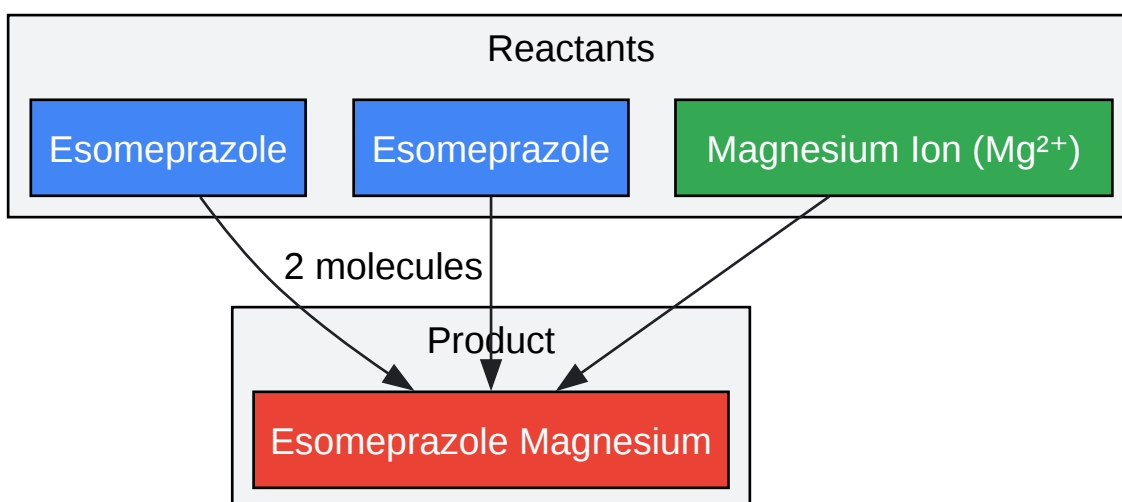 Reactants
Esomeprazole
Esomeprazole
Magnesium Ion (Mg²⁺)
2 molecules
Product
Esomeprazole Magnesium